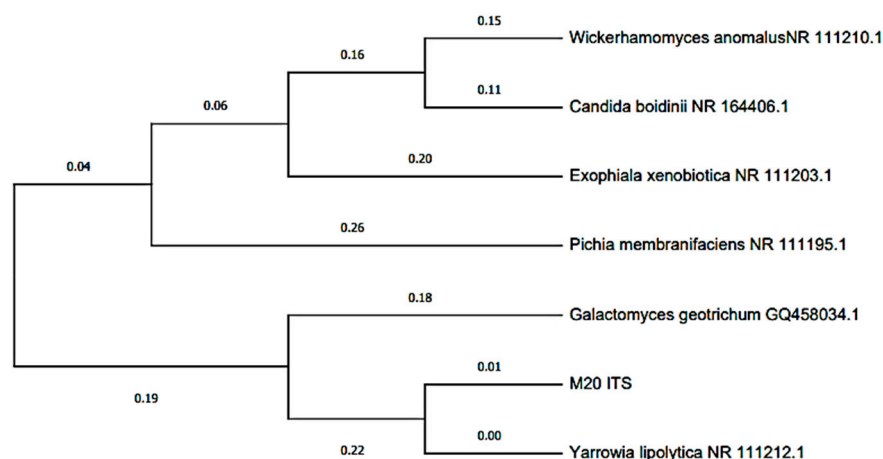 0.15
Wickerhamomyces anomalusNR 111210.1
0.16
0.11
Candida boidinii NR 164406.1
0.06
0.20
Exophiala xenobiotica NR 111203.1
0.04
0.26
Pichia membranifaciens NR 111195.1
0.18
Galactomyces geotrichum GQ458034.1
0.01
M20 ITS
0.19
0.00
0.22
Yarrowia lipolytica NR 111212.1